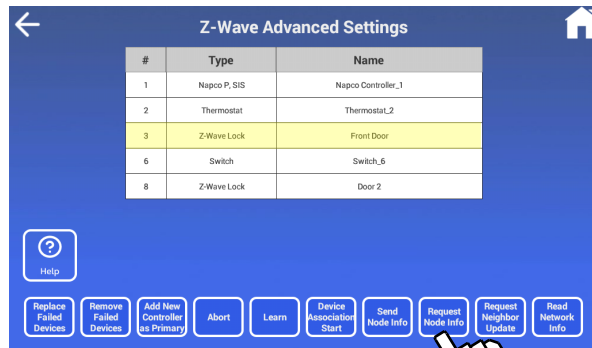 Z-Wave Advanced Settings
# Type Name
1 Napco P, SIS Napco Controller_1
2 Thermostat Thermostat_2
3 Z-Wave Lock Front Door
6 Switch Switch_6
8 Z-Wave Lock Door 2
Help
Replace
Failed
Devices
Remove
Failed
Devices
Add New
Controller
as Primary
Abort
Learn
Device
Association
Start
Send
Node Info
Request
Node Info
Request
Neighbor
Update
Read
Network
Info